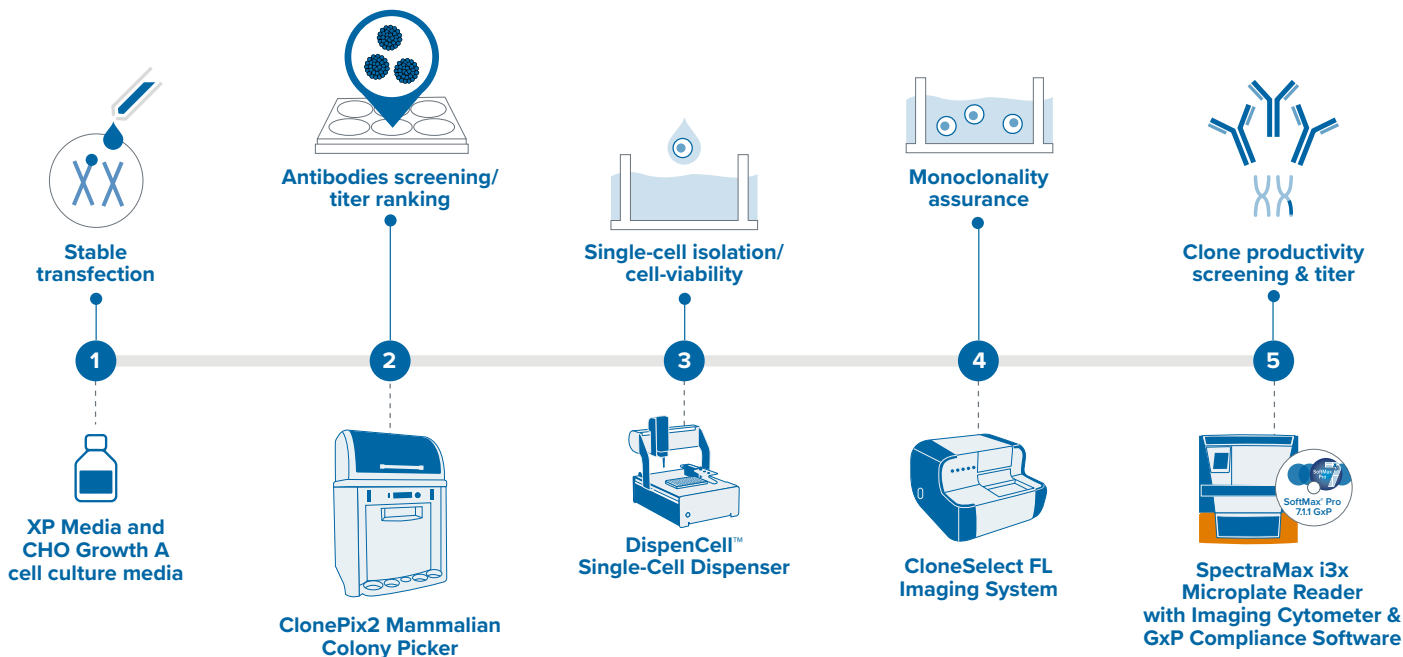 Stable
transfection
Antibodies screening/
titer ranking
Single-cell isolation/
cell-viability
Monoclonality
assurance
Clone productivity
screening & titer
1
2
3
4
5
XP Media and
CHO Growth A
cell culture media
ClonePix2 Mammalian
Colony Picker
DispenCell™
Single-Cell Dispenser
CloneSelect FL
Imaging System
SoftMax
Pro
SoftMax® Pro
7.1.1 GxP
SpectraMax i3x
Microplate Reader
with Imaging Cytometer &
GxP Compliance Software